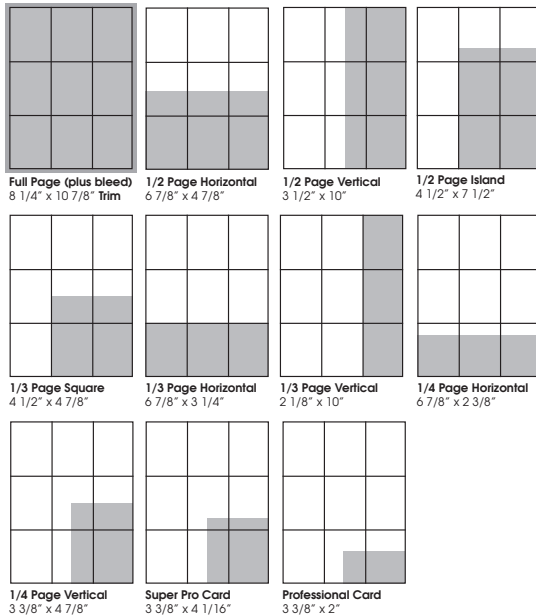 Full Page (plus bleed)
8 1/4” x 10 7/8” Trim
1/2 Page Horizontal
6 7/8” x 4 7/8”
1/2 Page Vertical
3 1/2” x 10”
1/2 Page Island
4 1/2” x 7 1/2”
1/3 Page Square
4 1/2” x 4 7/8”
1/3 Page Horizontal
6 7/8” x 3 1/4”
1/3 Page Vertical
2 1/8” x 10”
1/4 Page Horizontal
6 7/8” x 2 3/8”
1/4 Page Vertical
3 3/8” x 4 7/8”
Super Pro Card
3 3/8” x 4 1/16”
Professional Card
3 3/8” x 2”